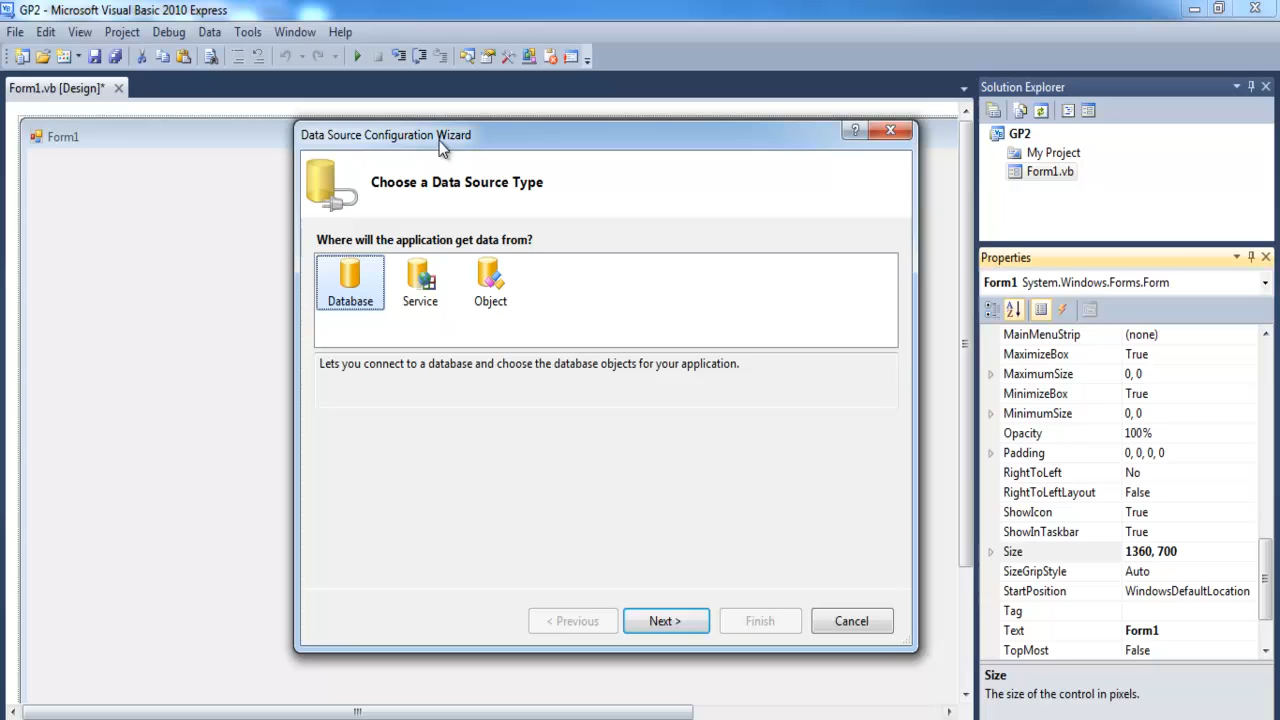 GP2 - Microsoft Visual Basic 2010 Express
File Edit View Project Debug Data Tools Window Help
Form1.vb [Design]*
Form1
Data Source Configuration Wizard
Choose a Data Source Type
Where will the application get data from?
Database Service Object
Lets you connect to a database and choose the database objects for your application.
< Previous Next > Finish Cancel
Solution Explorer
GP2
My Project
Form1.vb
Properties
Form1 System.Windows.Forms.Form
MainMenuStrip (none)
MaximizeBox True
MaximumSize 0, 0
MinimizeBox True
MinimumSize 0, 0
Opacity 100%
Padding 0, 0, 0, 0
RightToLeft No
RightToLeftLayout False
ShowIcon True
ShowInTaskbar True
Size 1360, 700
SizeGripStyle Auto
StartPosition WindowsDefaultLocation
Tag
Text Form1
TopMost False
Size
The size of the control in pixels.